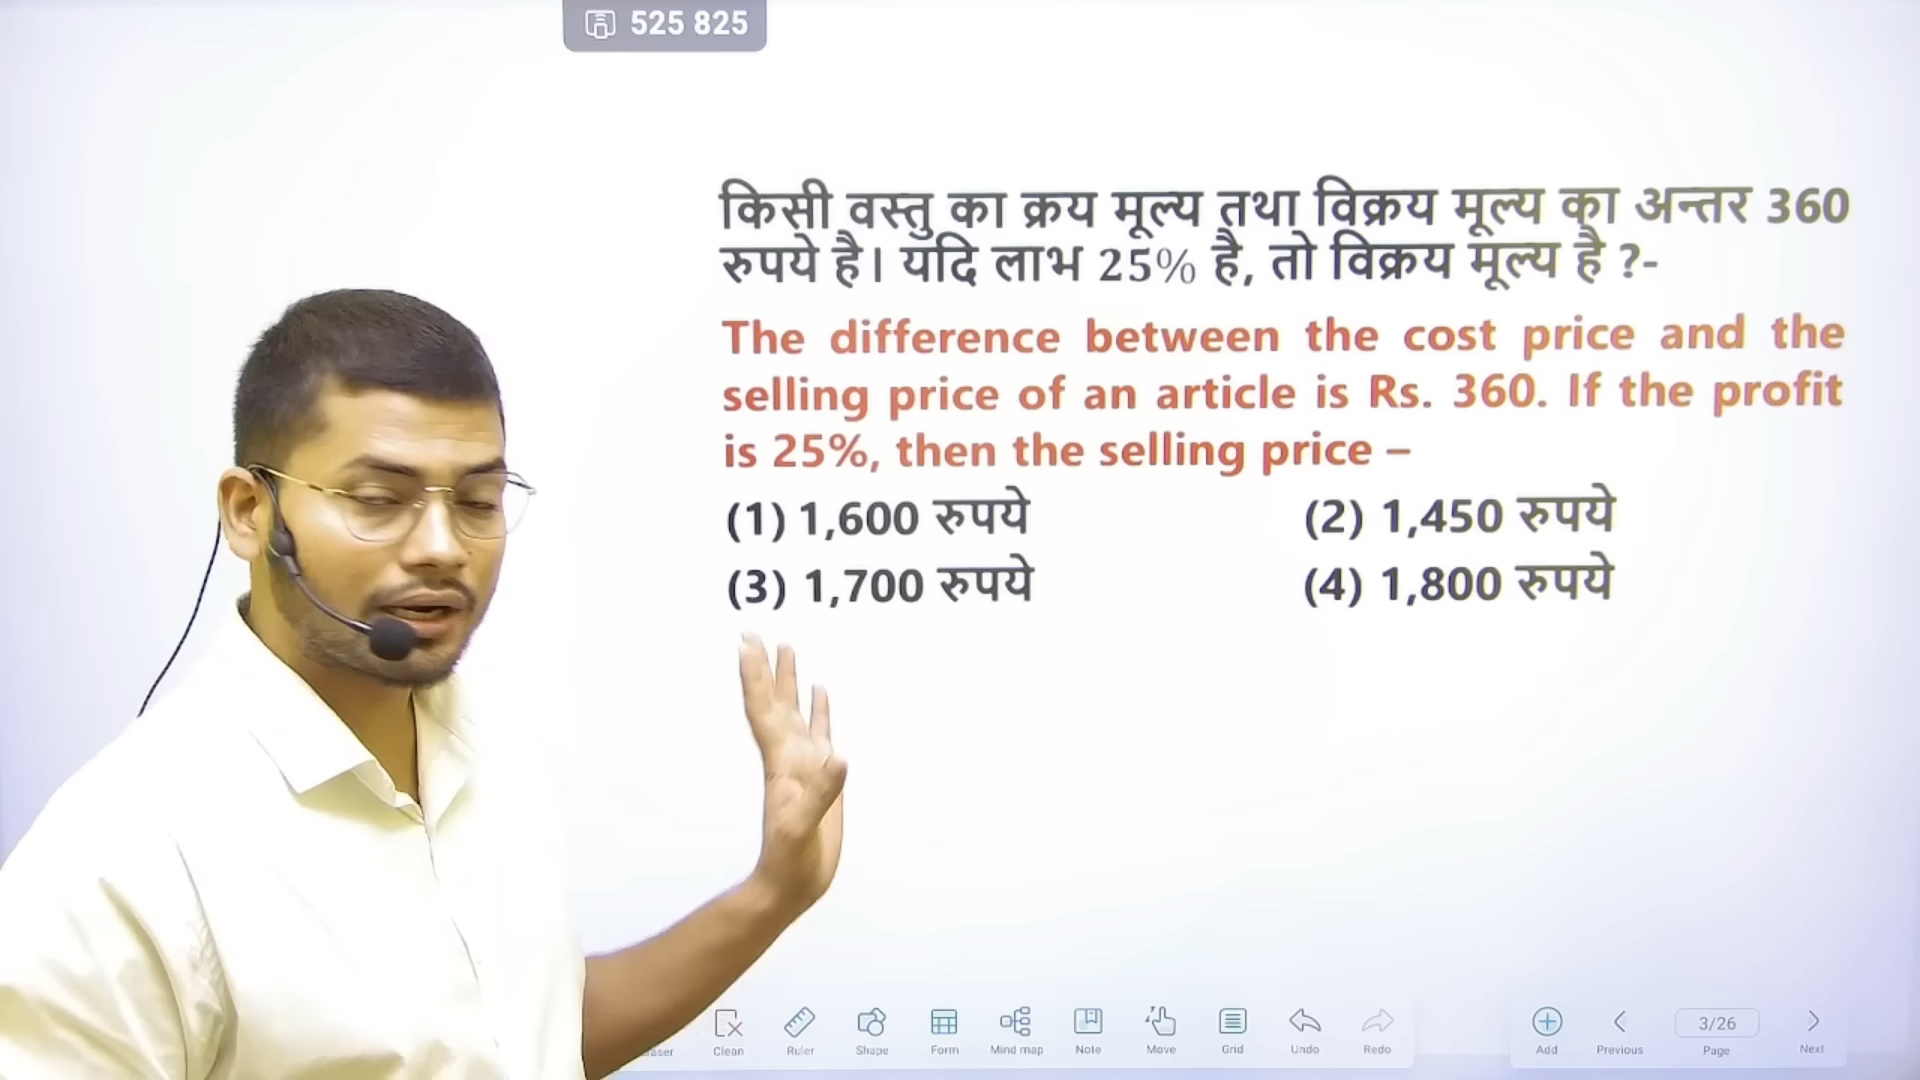 525 825
किसी वस्तु का क्रय मूल्य तथा विक्रय मूल्य का अन्तर 360
रुपये है। यदि लाभ 25% है, तो विक्रय मूल्य है ?-
The difference between the cost price and the
selling price of an article is Rs. 360. If the profit
is 25%, then the selling price –
(1) 1,600 रुपये (2) 1,450 रुपये
(3) 1,700 रुपये (4) 1,800 रुपये
3/26
Clean Ruler Shape Form Mind map Note Move Grid Undo Redo Add Previous Page Next